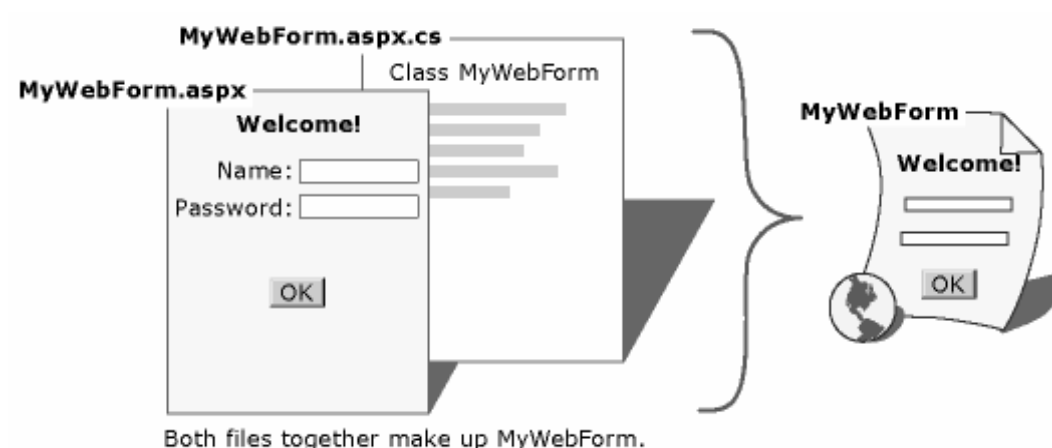 MyWebForm.aspx.cs
Class MyWebForm
MyWebForm.aspx
Welcome!
Name:
Password:
OK
MyWebForm
Welcome!
OK
Both files together make up MyWebForm.